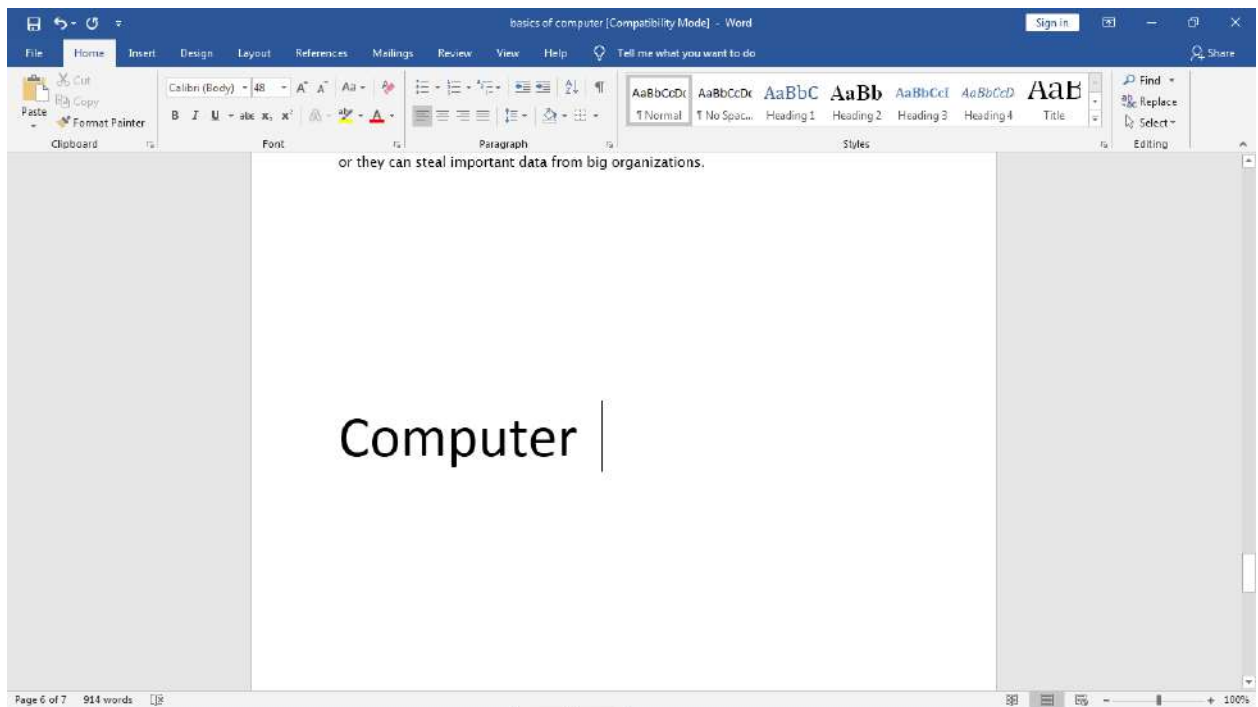 basics of computer [Compatibility Mode] - Word
Sign in
File Home Insert Design Layout References Mailings Review View Help Tell me what you want to do Share
Cut
Copy
Paste
Format Painter
Clipboard
Calibri (Body) 48 A A Aa
B I U abc x, x² A ab A
Font
Paragraph
AaBbCcDc AaBbCcDc AaBbC AaBb AaBbCcI AaBbCcD AaB
¶ Normal ¶ No Spac... Heading 1 Heading 2 Heading 3 Heading 4 Title
Styles
Find
Replace
Select
Editing
or they can steal important data from big organizations.
Computer
Page 6 of 7 914 words
100%